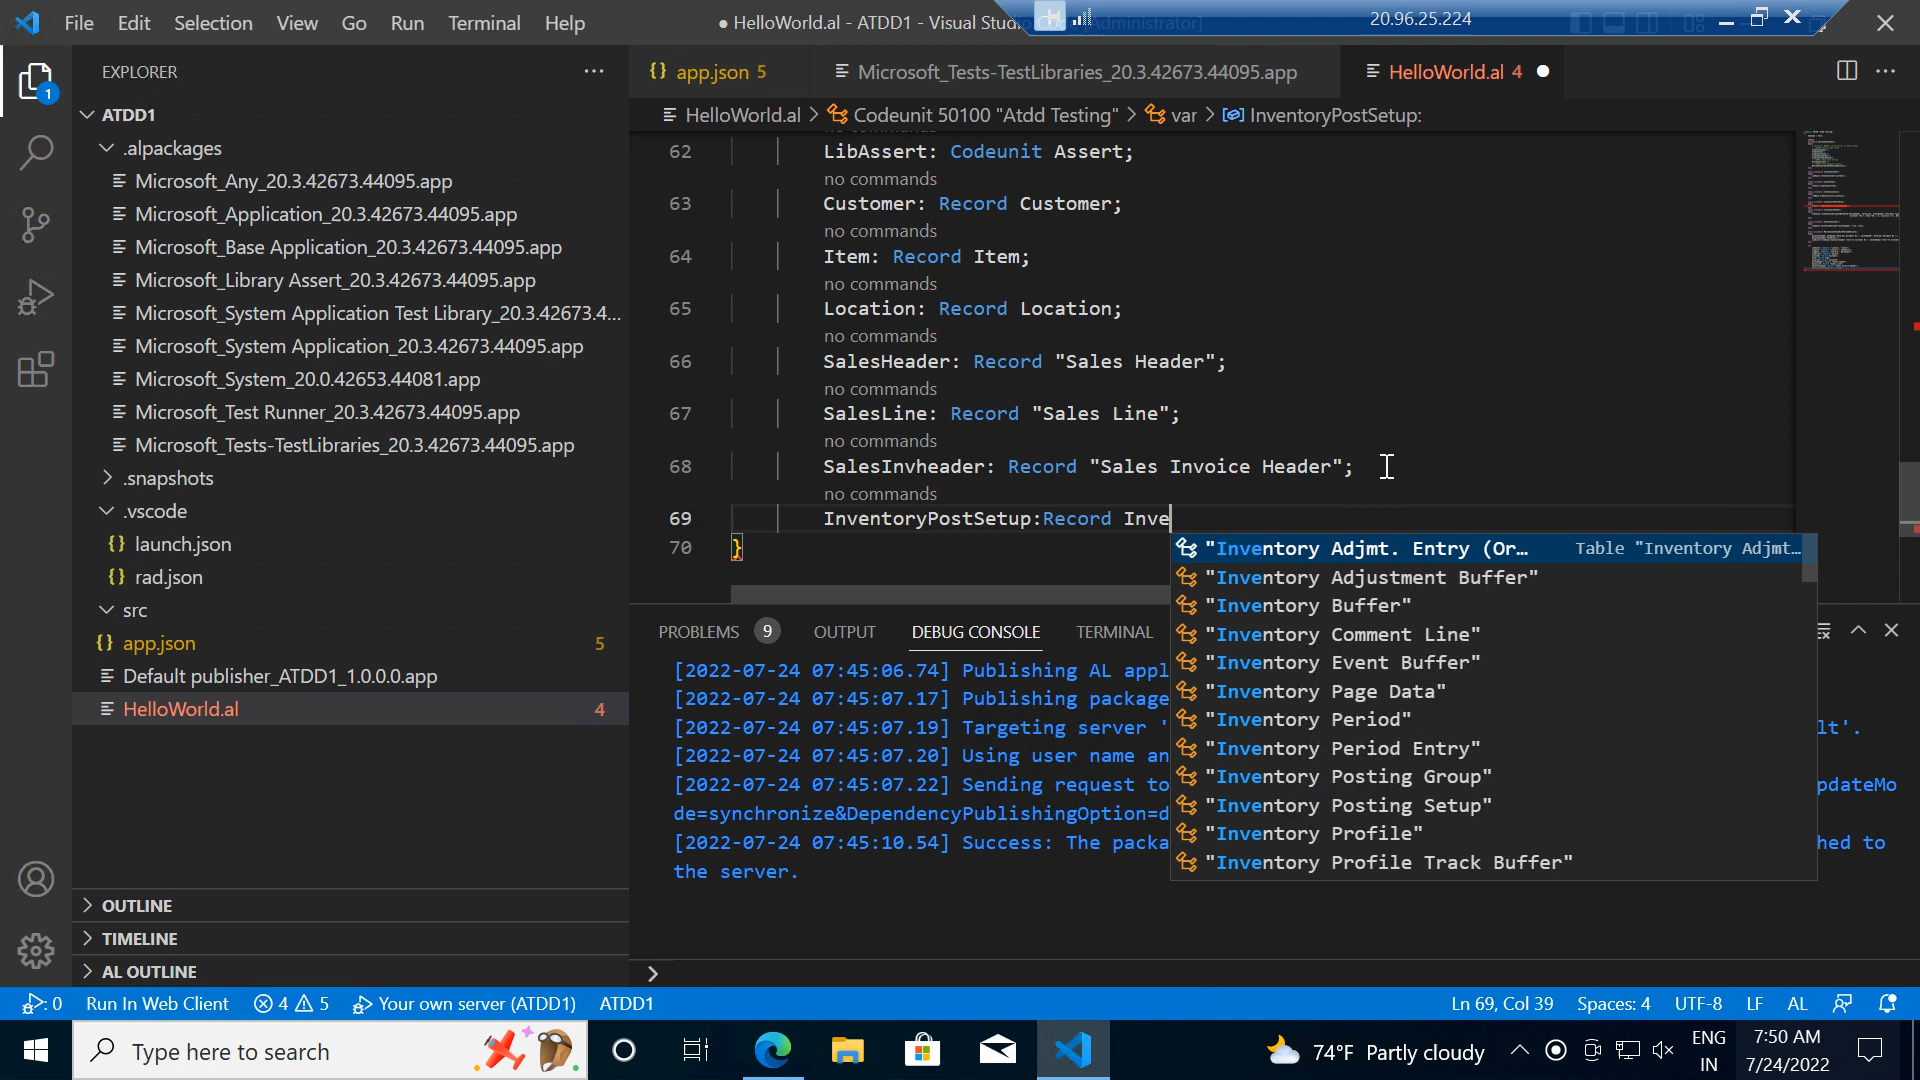 File Edit Selection View Go Run Terminal Help
● HelloWorld.al - ATDD1 - Visual Studio
20.96.25.224
EXPLORER
{} app.json 5
Microsoft_Tests-TestLibraries_20.3.42673.44095.app
HelloWorld.al 4
HelloWorld.al > Codeunit 50100 "Atdd Testing" > var > InventoryPostSetup:
ATDD1
.alpackages
Microsoft_Any_20.3.42673.44095.app
Microsoft_Application_20.3.42673.44095.app
Microsoft_Base Application_20.3.42673.44095.app
Microsoft_Library Assert_20.3.42673.44095.app
Microsoft_System Application Test Library_20.3.42673.4...
Microsoft_System Application_20.3.42673.44095.app
Microsoft_System_20.0.42653.44081.app
Microsoft_Test Runner_20.3.42673.44095.app
Microsoft_Tests-TestLibraries_20.3.42673.44095.app
.snapshots
.vscode
{} launch.json
{} rad.json
src
{} app.json 5
Default publisher_ATDD1_1.0.0.0.app
HelloWorld.al 4
OUTLINE
TIMELINE
AL OUTLINE
62 LibAssert: Codeunit Assert;
no commands
63 Customer: Record Customer;
no commands
64 Item: Record Item;
no commands
65 Location: Record Location;
no commands
66 SalesHeader: Record "Sales Header";
no commands
67 SalesLine: Record "Sales Line";
no commands
68 SalesInvheader: Record "Sales Invoice Header";
no commands
69 InventoryPostSetup:Record Inve
70 }
"Inventory Adjmt. Entry (Or... Table "Inventory Adjmt...
"Inventory Adjustment Buffer"
"Inventory Buffer"
"Inventory Comment Line"
"Inventory Event Buffer"
"Inventory Page Data"
"Inventory Period"
"Inventory Period Entry"
"Inventory Posting Group"
"Inventory Posting Setup"
"Inventory Profile"
"Inventory Profile Track Buffer"
PROBLEMS 9 OUTPUT DEBUG CONSOLE TERMINAL
[2022-07-24 07:45:06.74] Publishing AL appl
[2022-07-24 07:45:07.17] Publishing package
[2022-07-24 07:45:07.19] Targeting server ' lt'.
[2022-07-24 07:45:07.20] Using user name an
[2022-07-24 07:45:07.22] Sending request to pdateMo
de=synchronize&DependencyPublishingOption=d
[2022-07-24 07:45:10.54] Success: The packa hed to
the server.
0 Run In Web Client 4 5 Your own server (ATDD1) ATDD1
Ln 69, Col 39 Spaces: 4 UTF-8 LF AL
Type here to search
74°F Partly cloudy
ENG
IN
7:50 AM
7/24/2022